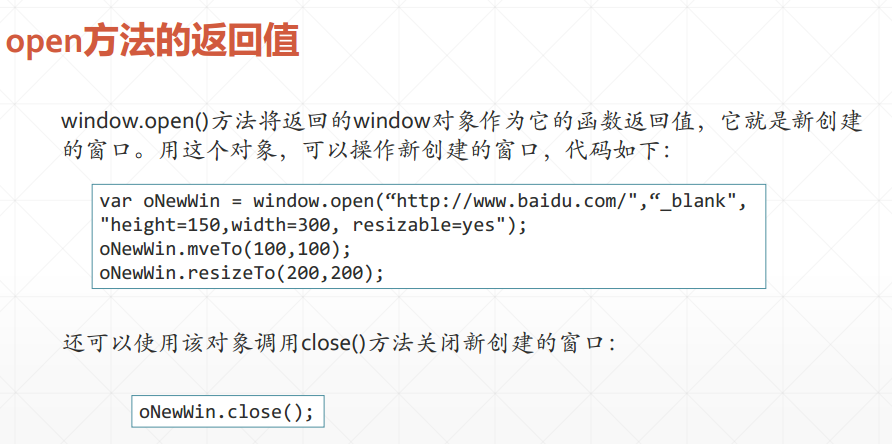 open方法的返回值
window.open()方法将返回的window对象作为它的函数返回值，它就是新创建
的窗口。用这个对象，可以操作新创建的窗口，代码如下：
var oNewWin = window.open(“http://www.baidu.com/",“_blank",
"height=150,width=300, resizable=yes");
oNewWin.mveTo(100,100);
oNewWin.resizeTo(200,200);
还可以使用该对象调用close()方法关闭新创建的窗口：
oNewWin.close();